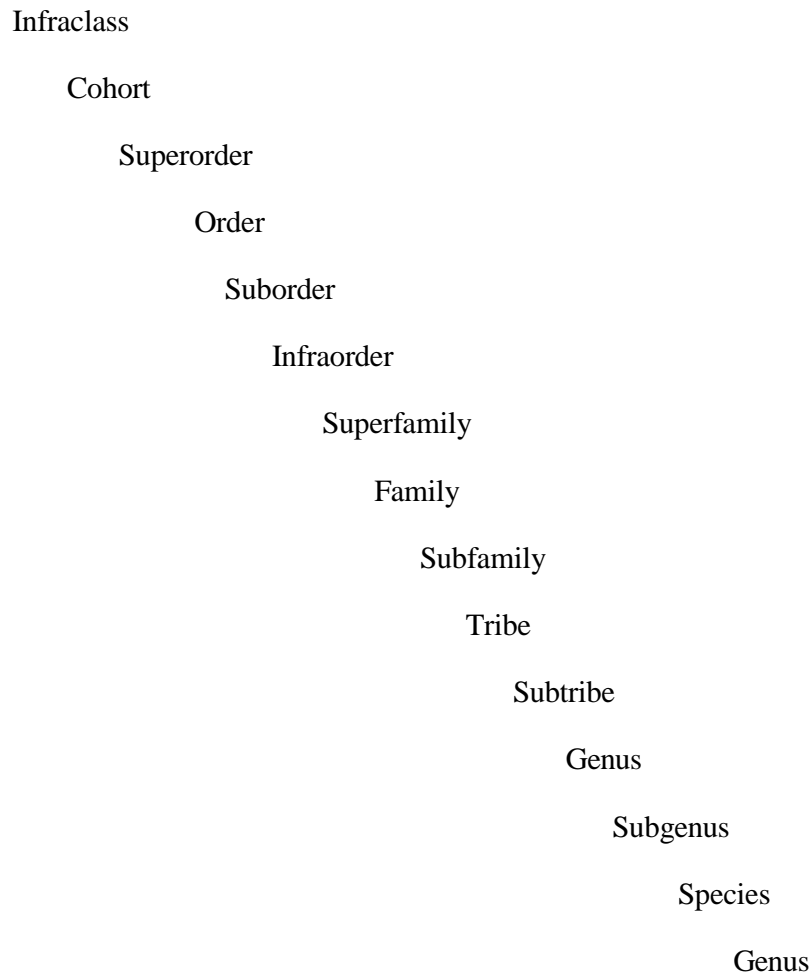 Infraclass
Cohort
Superorder
Order
Suborder
Infraorder
Superfamily
Family
Subfamily
Tribe
Subtribe
Genus
Subgenus
Species
Genus